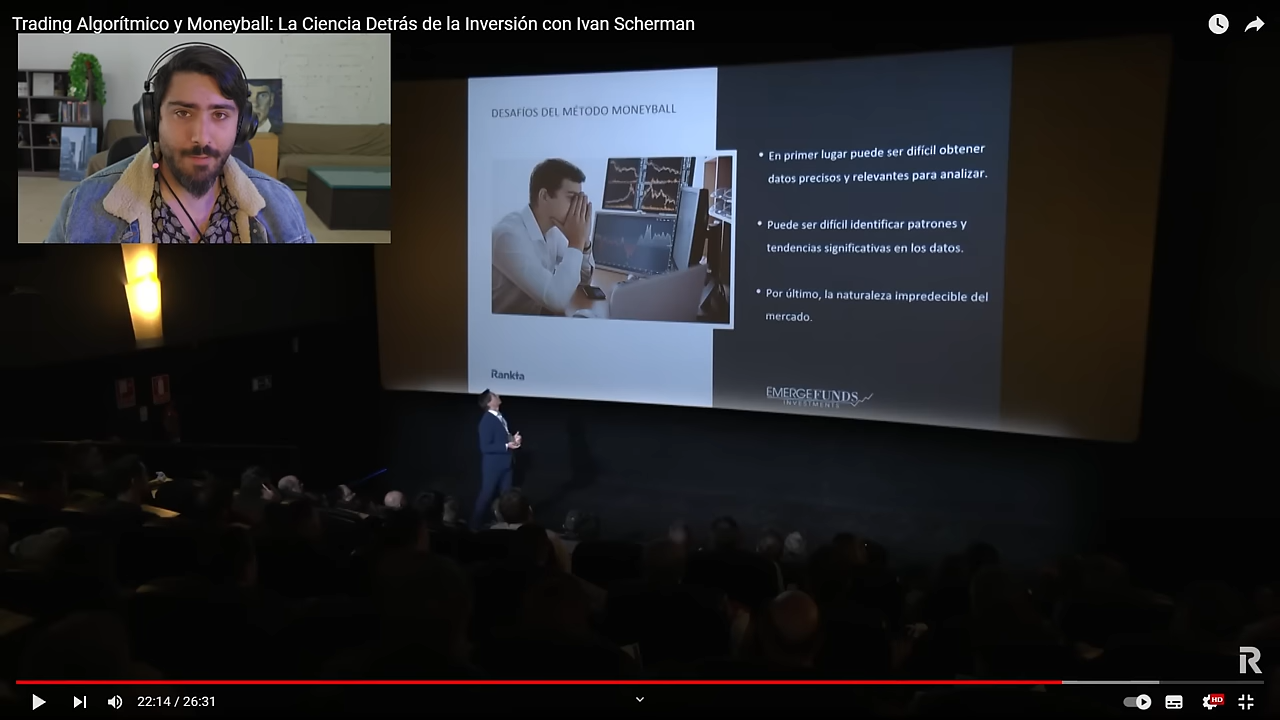 Trading Algorítmico y Moneyball: La Ciencia Detrás de la Inversión con Ivan Scherman
DESAFÍOS DEL MÉTODO MONEYBALL
• En primer lugar puede ser difícil obtener
datos precisos y relevantes para analizar.
• Puede ser difícil identificar patrones y
tendencias significativas en los datos.
• Por último, la naturaleza impredecible del
mercado.
Rankia
EMERGEFUNDS
INVESTMENTS
R
22:14 / 26:31
HD